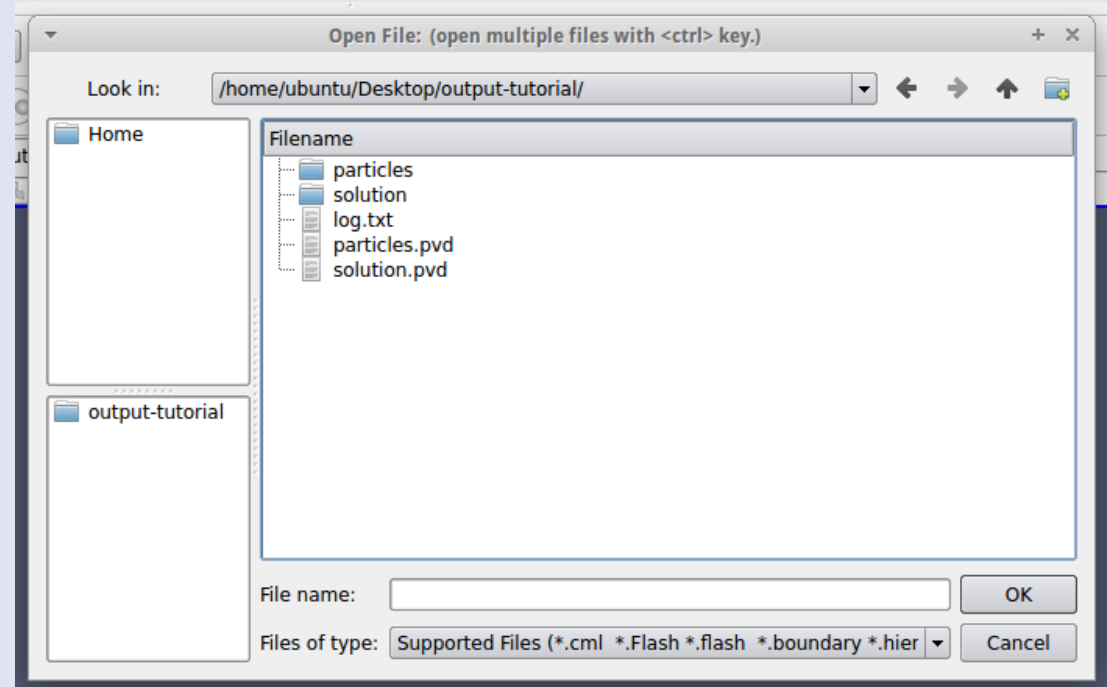 Open File: (open multiple files with <ctrl> key.)
Look in: /home/ubuntu/Desktop/output-tutorial/
Home
Filename
particles
solution
log.txt
particles.pvd
solution.pvd
output-tutorial
File name: OK
Files of type: Supported Files (*.cml *.Flash *.flash *.boundary *.hier Cancel